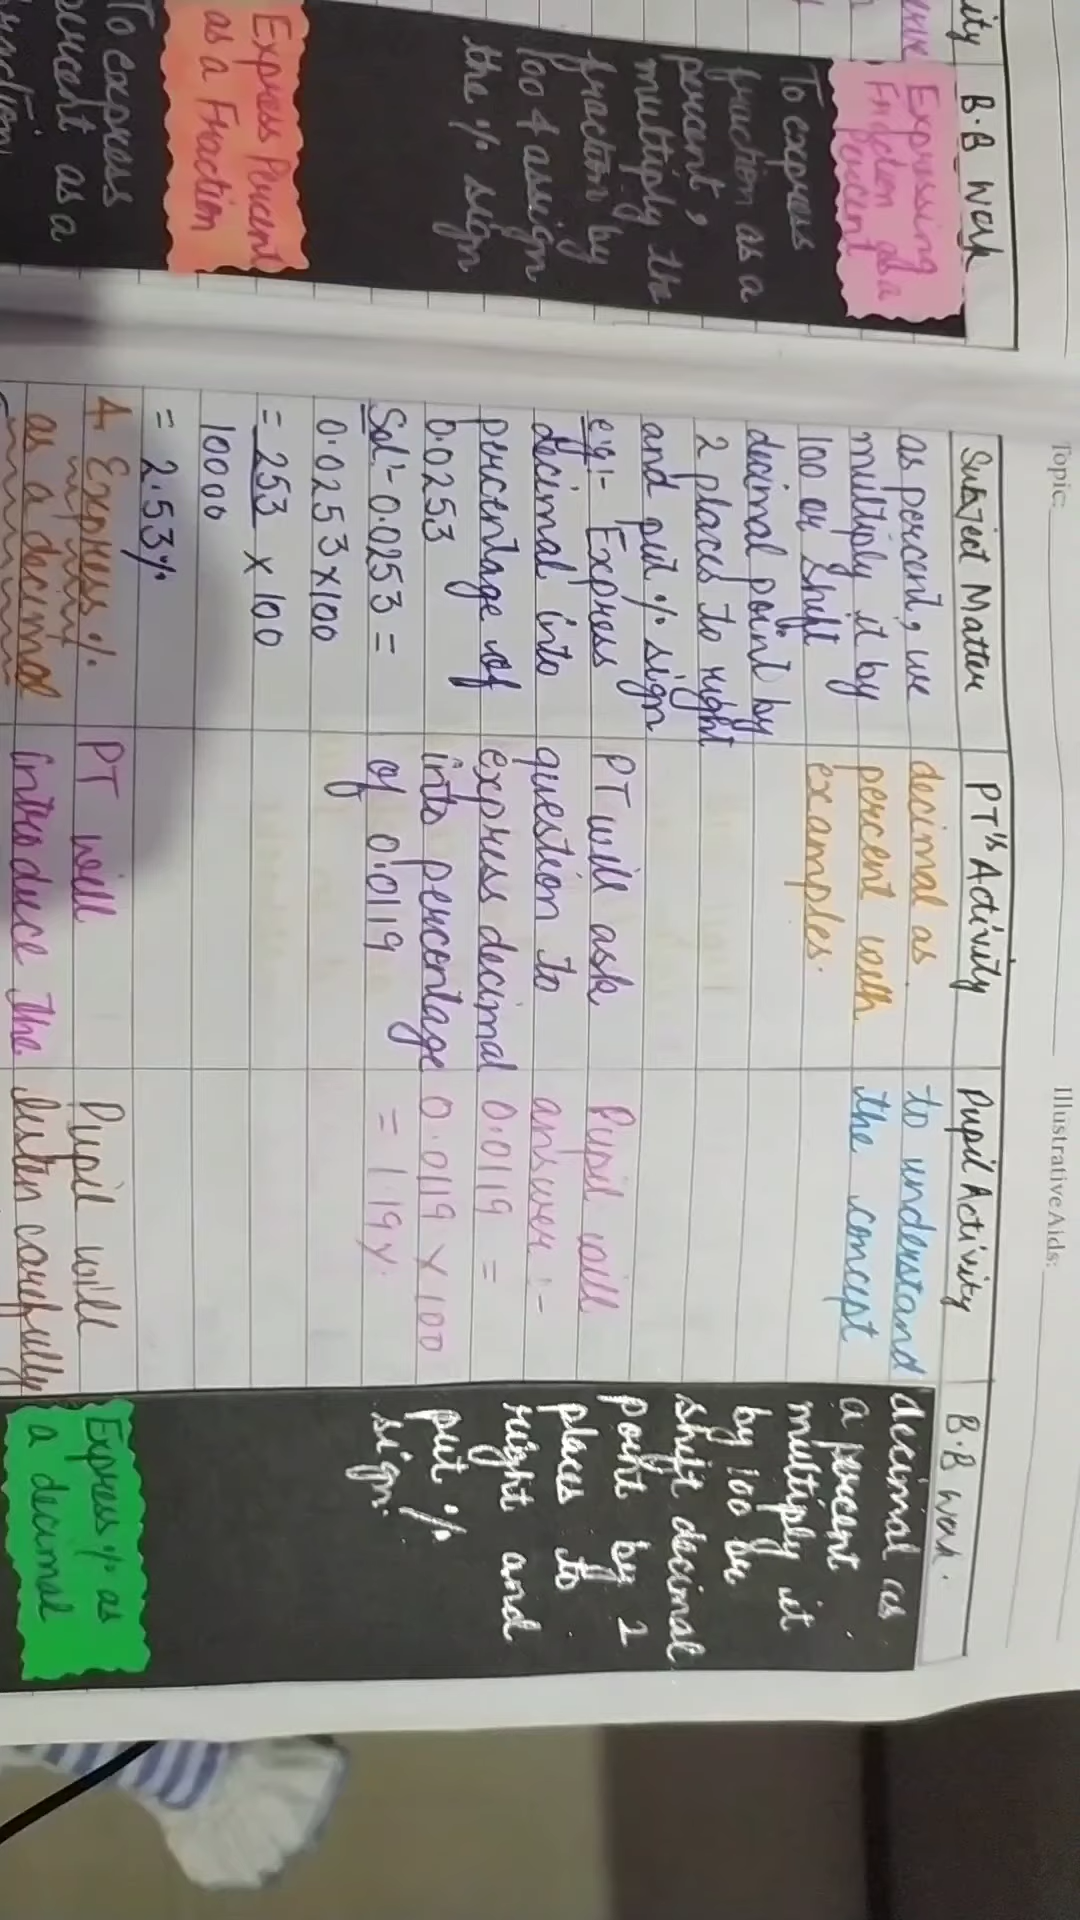 ity
B.B Work
Expressing
Fraction as a
Percent
To express
fraction as a
percent,
multiply the
fraction by
100 & assign
the % sign
Express Percent
as a Fraction
To express
percent as a
Topic:
Illustrative Aids:
Subject Matter
as percent, we
multiply it by
100 or Shift
decimal point by
2 places to right
and put % sign
e.g:- Express
decimal into
percentage of
0.0253
Sol:- 0.0253 =
0.0253 × 100
= 253 × 100
10000
= 2.53%
4 Express %
as a decimal
PT's Activity
decimal as
percent with
examples.
PT will ask
question to
express decimal
into percentage
of 0.0119
PT will
introduce the
Pupil Activity
to understand
the concept
Pupil will
answer :-
0.0119 =
0.0119 × 100
= 1.19%
Pupil will
listen carefully
B.B Work.
decimal as
a percent
multiply it
by 100 or
shift decimal
point by 2
places to
right and
put %
sign.
Express % as
a decimal